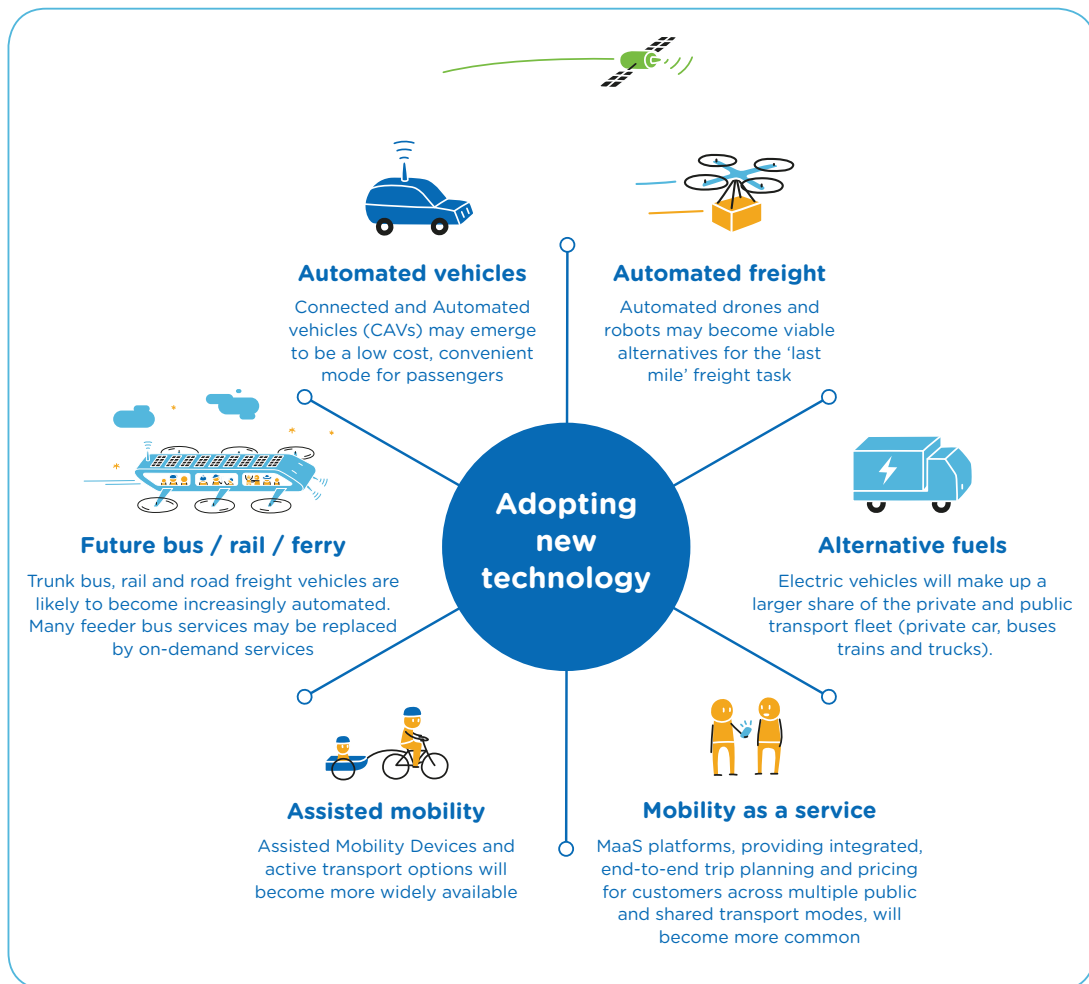 Automated vehicles
Connected and Automated
vehicles (CAVs) may emerge
to be a low cost, convenient
mode for passengers
Automated freight
Automated drones and
robots may become viable
alternatives for the ‘last
mile’ freight task
Adopting
new
technology
Future bus / rail / ferry
Trunk bus, rail and road freight vehicles are
likely to become increasingly automated.
Many feeder bus services may be replaced
by on-demand services
Alternative fuels
Electric vehicles will make up a
larger share of the private and public
transport fleet (private car, buses
trains and trucks).
Assisted mobility
Assisted Mobility Devices and
active transport options will
become more widely available
Mobility as a service
MaaS platforms, providing integrated,
end-to-end trip planning and pricing
for customers across multiple public
and shared transport modes, will
become more common